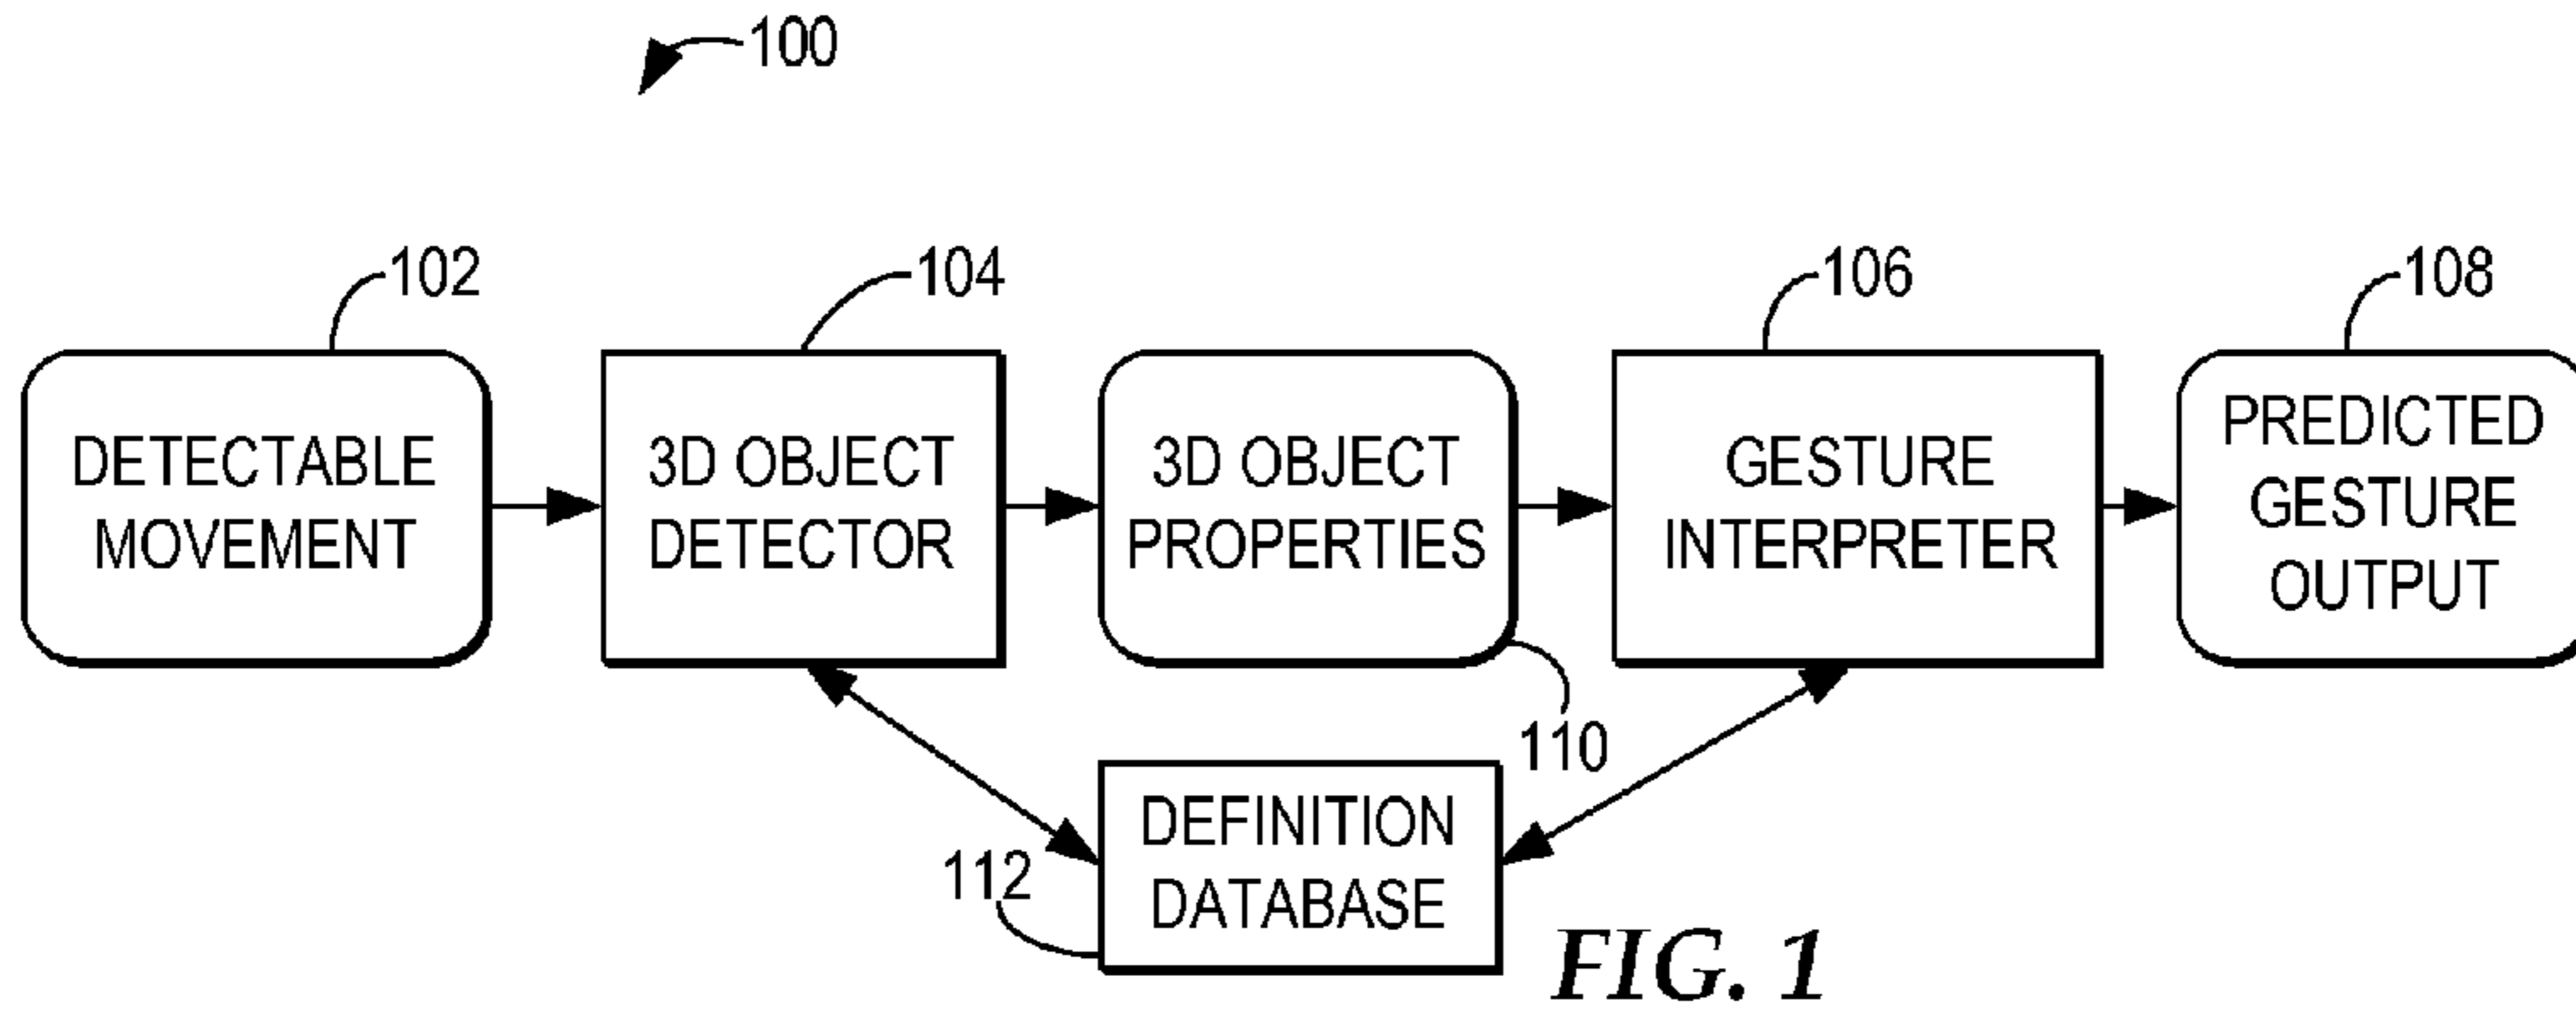 100
102
104
106
108
DETECTABLE
MOVEMENT
3D OBJECT
DETECTOR
3D OBJECT
PROPERTIES
GESTURE
INTERPRETER
PREDICTED
GESTURE
OUTPUT
110
112
DEFINITION
DATABASE
FIG. 1